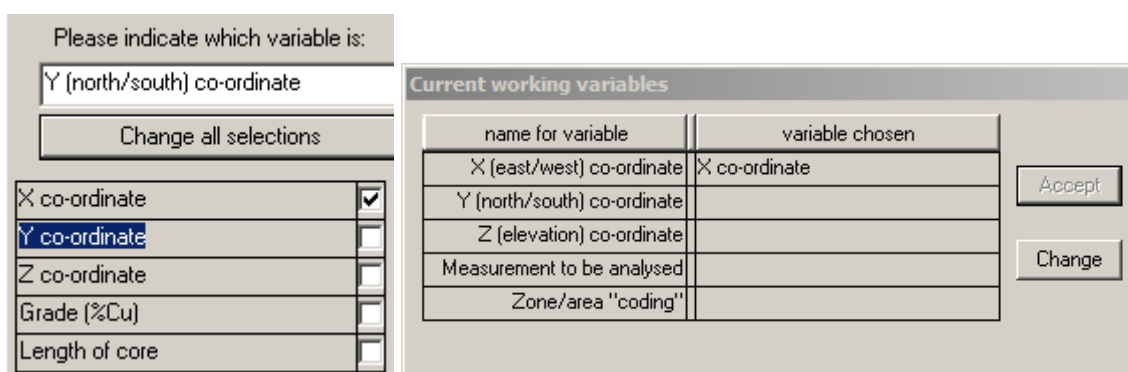 Please indicate which variable is:
Y (north/south) co-ordinate
Change all selections
X co-ordinate
Y co-ordinate
Z co-ordinate
Grade (%Cu)
Length of core
Current working variables
name for variable variable chosen
X (east/west) co-ordinate X co-ordinate
Y (north/south) co-ordinate
Z (elevation) co-ordinate
Measurement to be analysed
Zone/area "coding"
Accept
Change